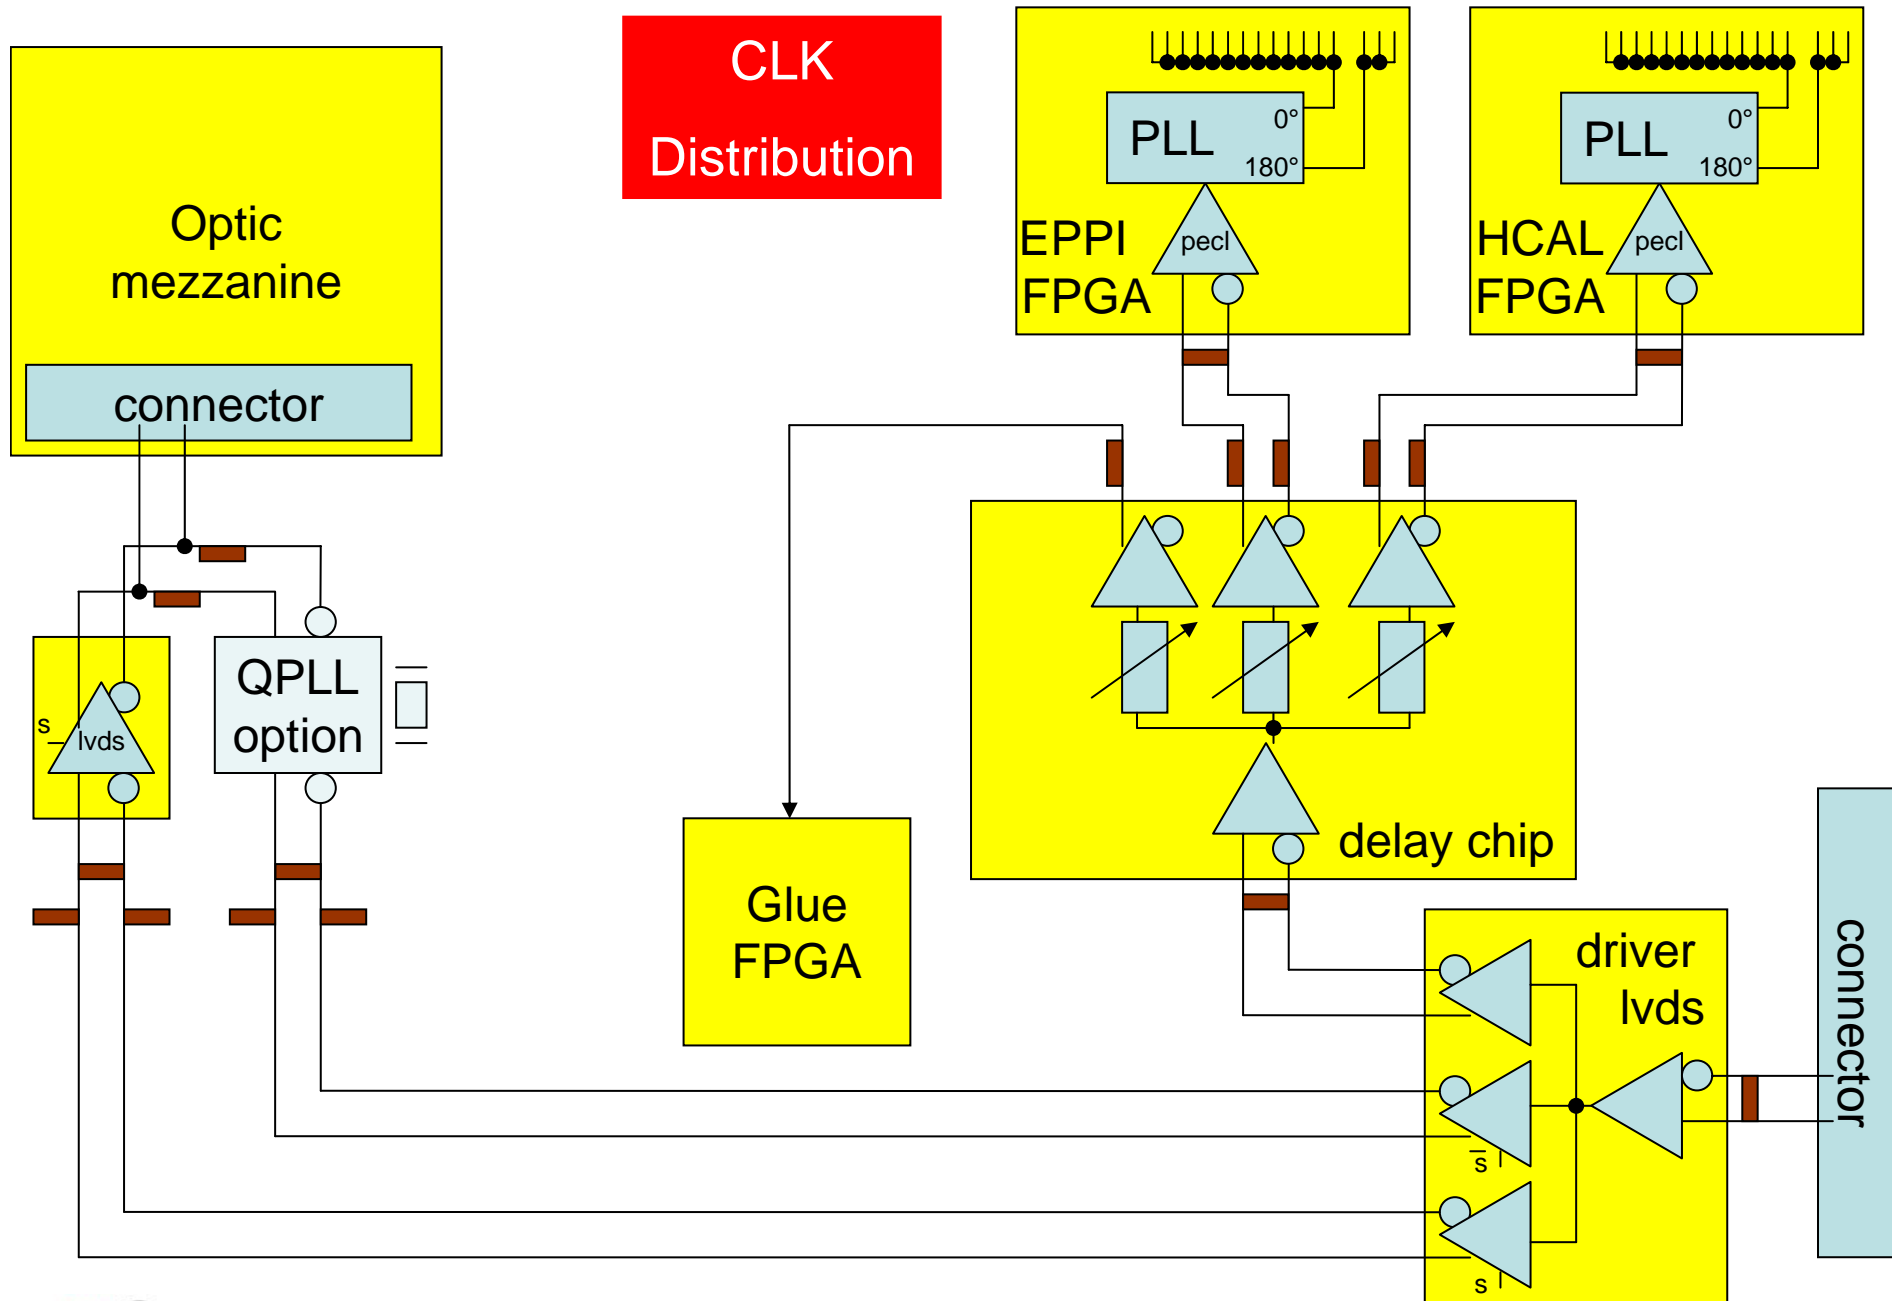 CLK
Distribution
Optic
mezzanine
connector
PLL
0°
180°
pecl
EPPI
FPGA
PLL
0°
180°
pecl
HCAL
FPGA
s
lvds
QPLL
option
delay chip
Glue
FPGA
driver
lvds
s̅
s
connector